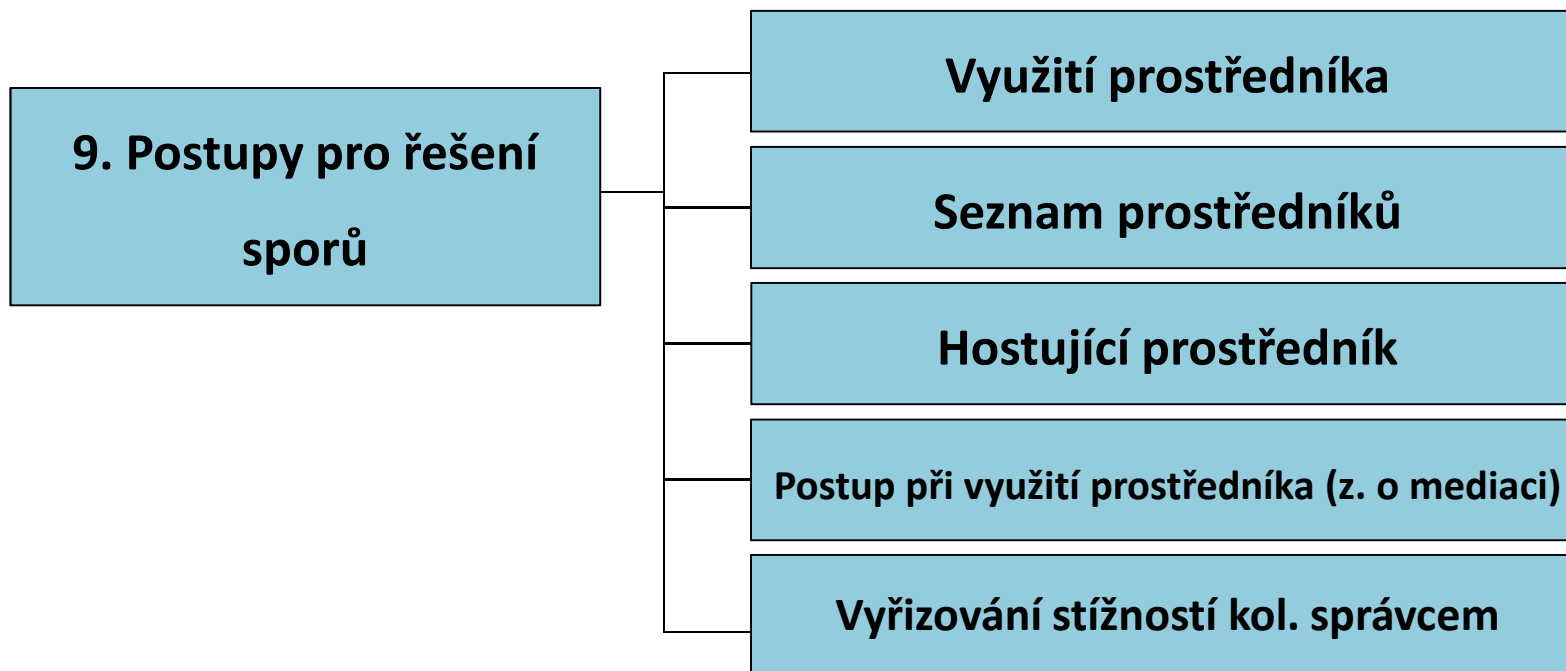 9. Postupy pro řešení
sporů
Využití prostředníka
Seznam prostředníků
Hostující prostředník
Postup při využití prostředníka (z. o mediaci)
Vyřizování stížností kol. správcem